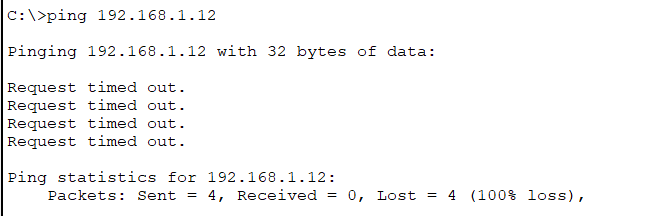 C:\>ping 192.168.1.12
Pinging 192.168.1.12 with 32 bytes of data:
Request timed out.
Request timed out.
Request timed out.
Request timed out.
Ping statistics for 192.168.1.12:
Packets: Sent = 4, Received = 0, Lost = 4 (100% loss),